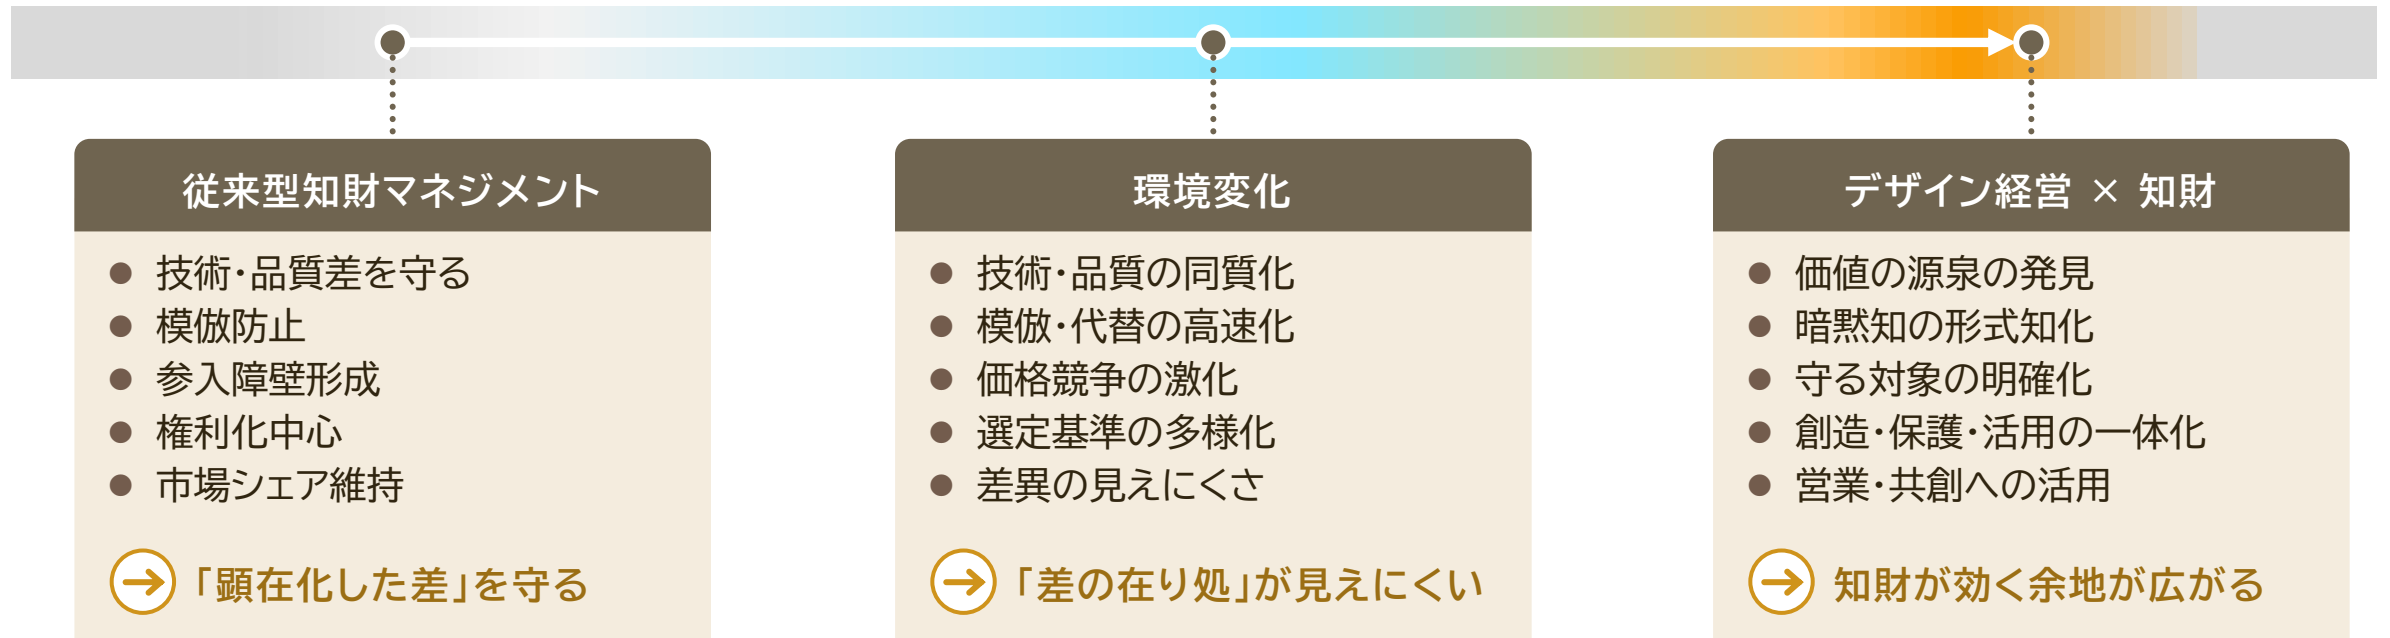 従来型知財マネジメント
● 技術・品質差を守る
● 模倣防止
● 参入障壁形成
● 権利化中心
● 市場シェア維持
「顕在化した差」を守る
環境変化
● 技術・品質の同質化
● 模倣・代替の高速化
● 価格競争の激化
● 選定基準の多様化
● 差異の見えにくさ
「差の在り処」が見えにくい
デザイン経営 × 知財
● 価値の源泉の発見
● 暗黙知の形式知化
● 守る対象の明確化
● 創造・保護・活用の一体化
● 営業・共創への活用
知財が効く余地が広がる